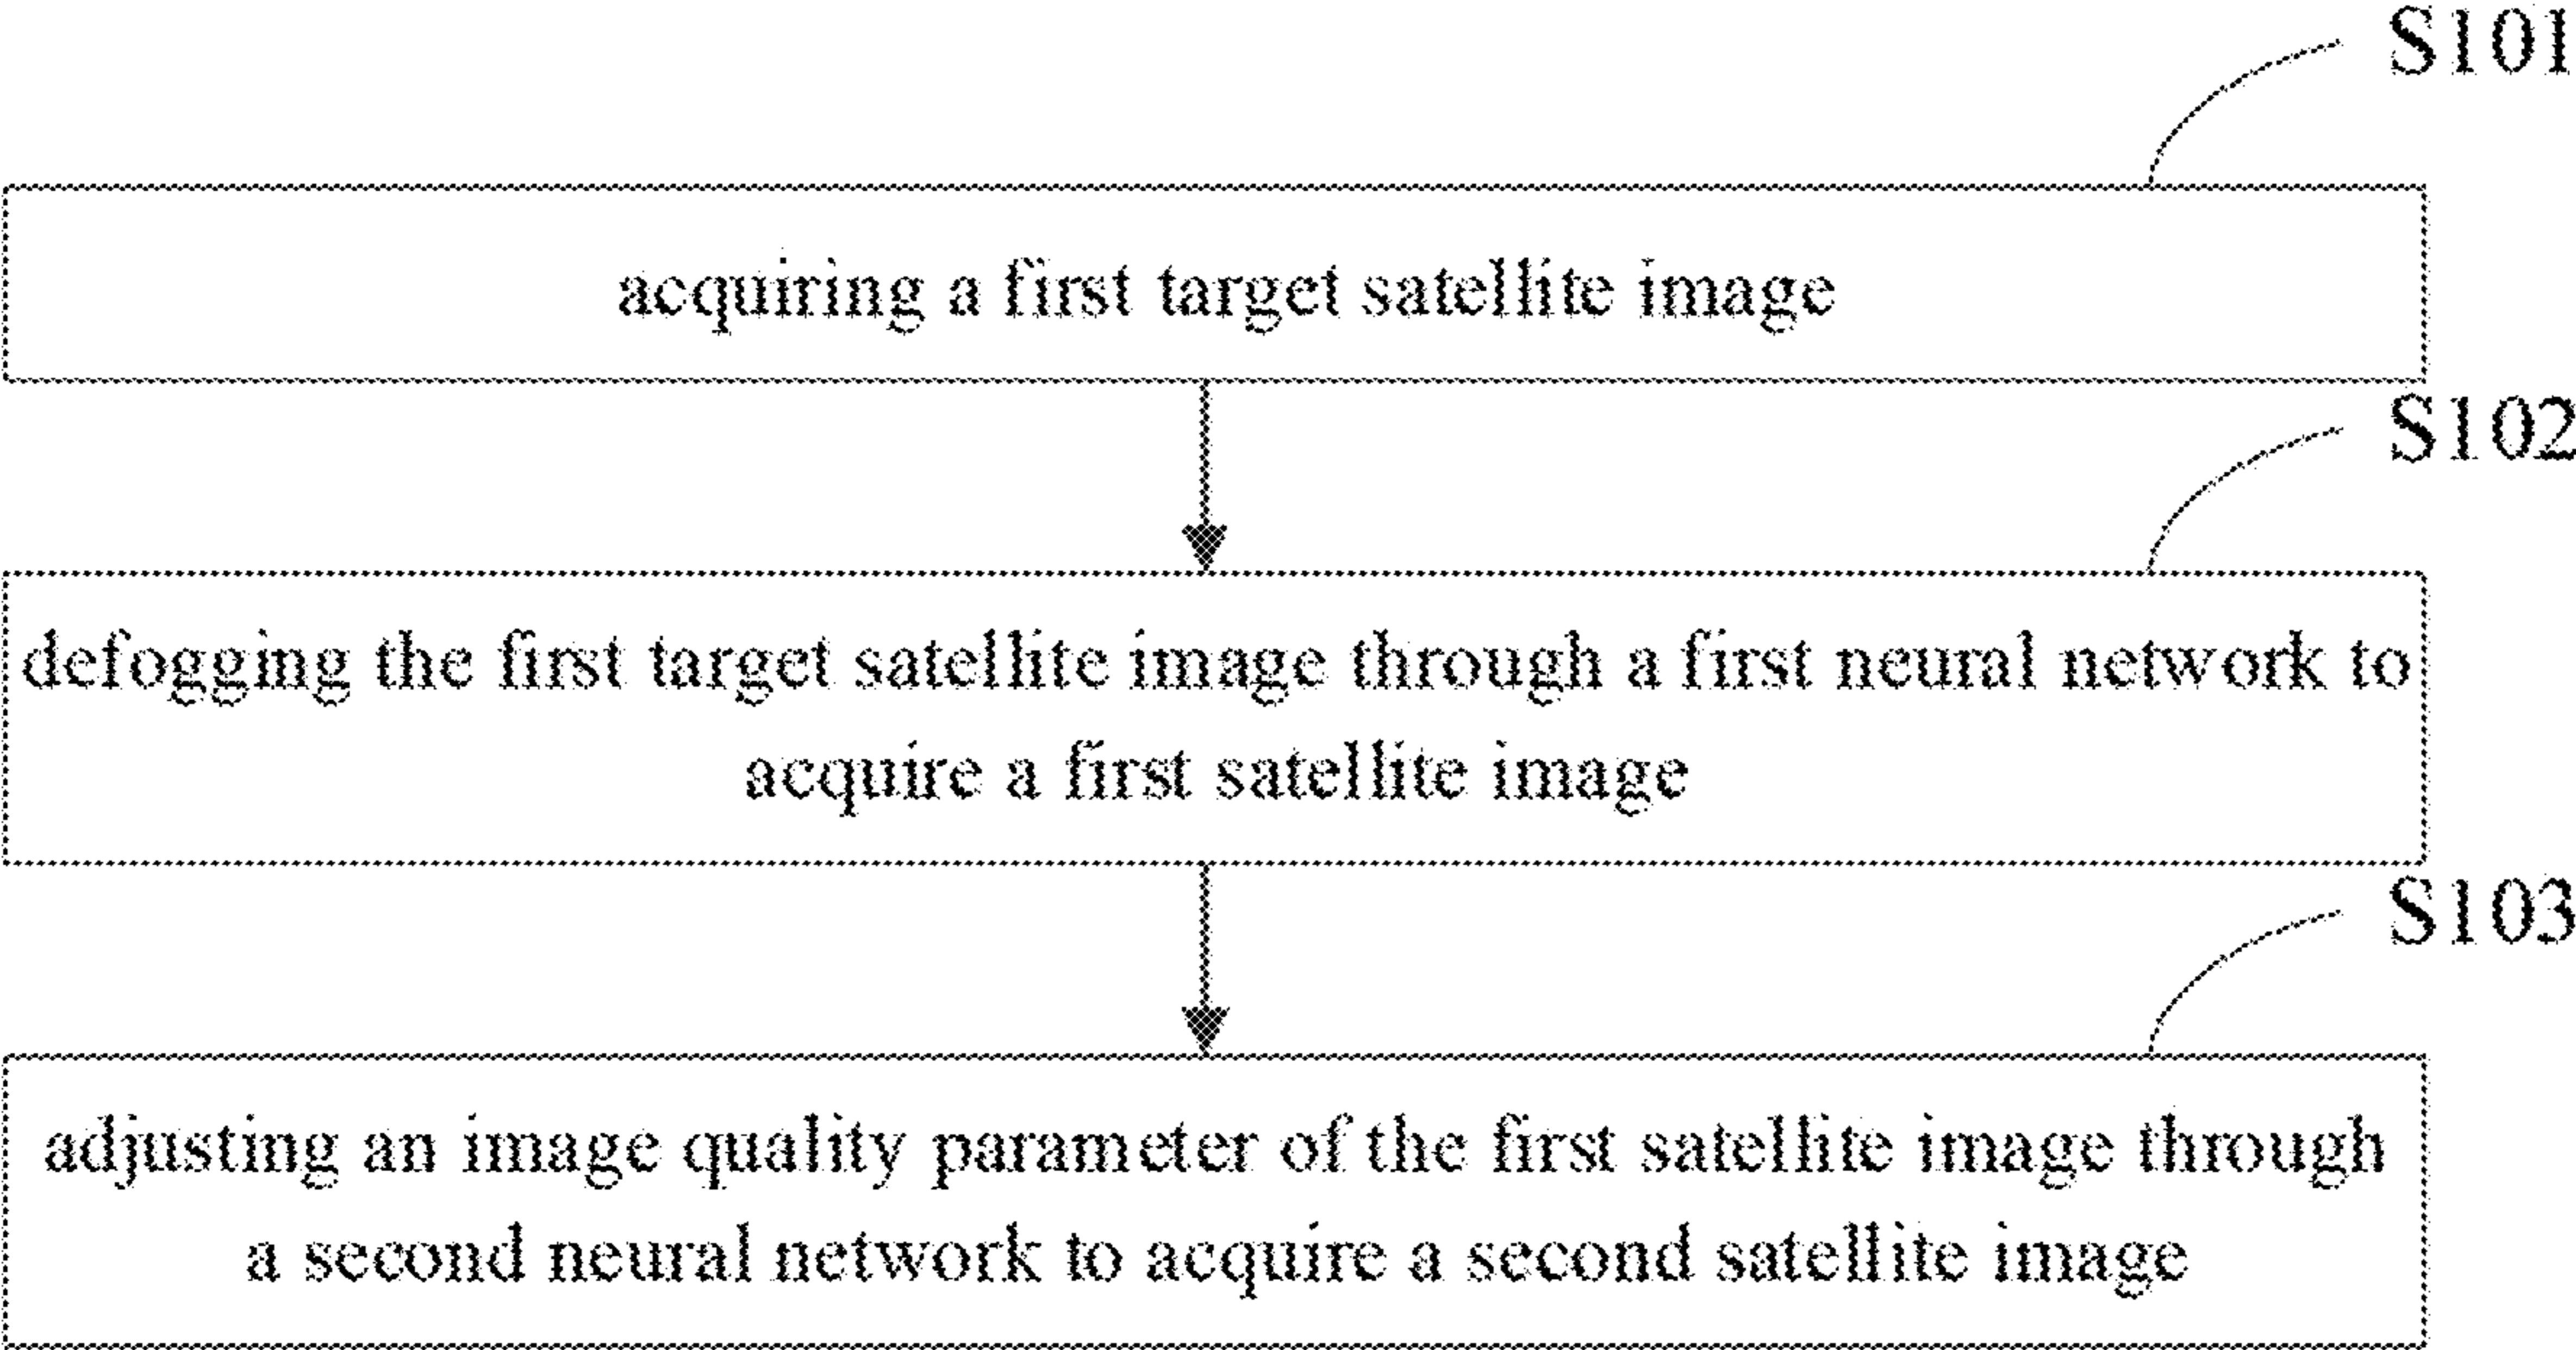 S101
acquiring a first target satellite image
S102
defogging the first target satellite image through a first neural network to
acquire a first satellite image
S103
adjusting an image quality parameter of the first satellite image through
a second neural network to acquire a second satellite image